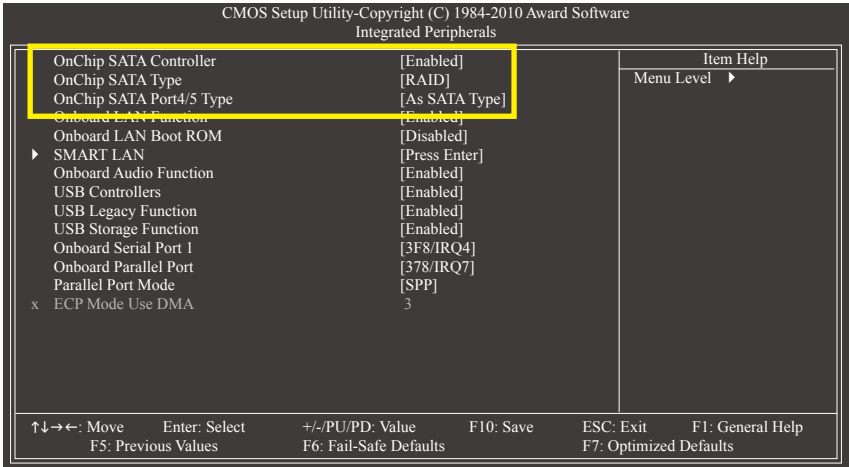 CMOS Setup Utility-Copyright (C) 1984-2010 Award Software
Integrated Peripherals
OnChip SATA Controller [Enabled]
OnChip SATA Type [RAID]
OnChip SATA Port4/5 Type [As SATA Type]
Onboard LAN Function [Enabled]
Onboard LAN Boot ROM [Disabled]
SMART LAN [Press Enter]
Onboard Audio Function [Enabled]
USB Controllers [Enabled]
USB Legacy Function [Enabled]
USB Storage Function [Enabled]
Onboard Serial Port 1 [3F8/IRQ4]
Onboard Parallel Port [378/IRQ7]
Parallel Port Mode [SPP]
x ECP Mode Use DMA 3
Item Help
Menu Level
↑↓→←: Move Enter: Select +/-/PU/PD: Value F10: Save ESC: Exit F1: General Help
F5: Previous Values F6: Fail-Safe Defaults F7: Optimized Defaults